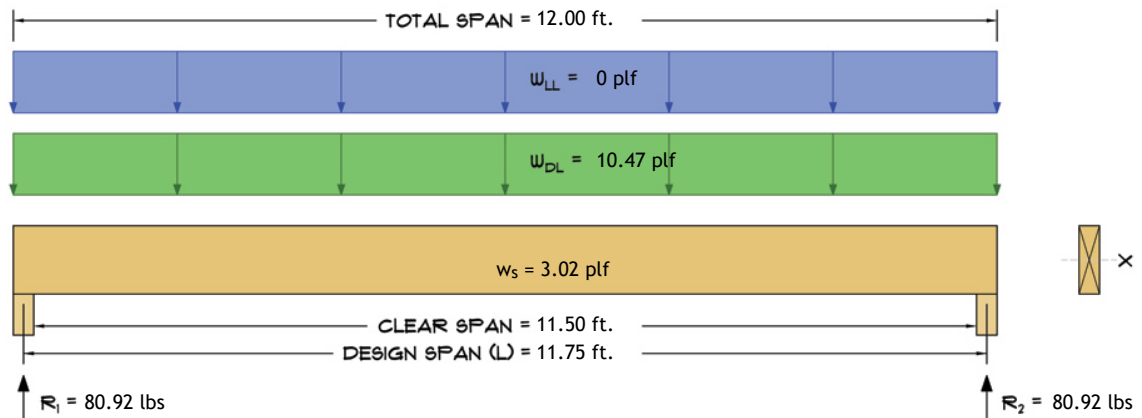 TOTAL SPAN = 12.00 ft.
WLL = 0 plf
WDL = 10.47 plf
ws = 3.02 plf
X
CLEAR SPAN = 11.50 ft.
DESIGN SPAN (L) = 11.75 ft.
R1 = 80.92 lbs
R2 = 80.92 lbs